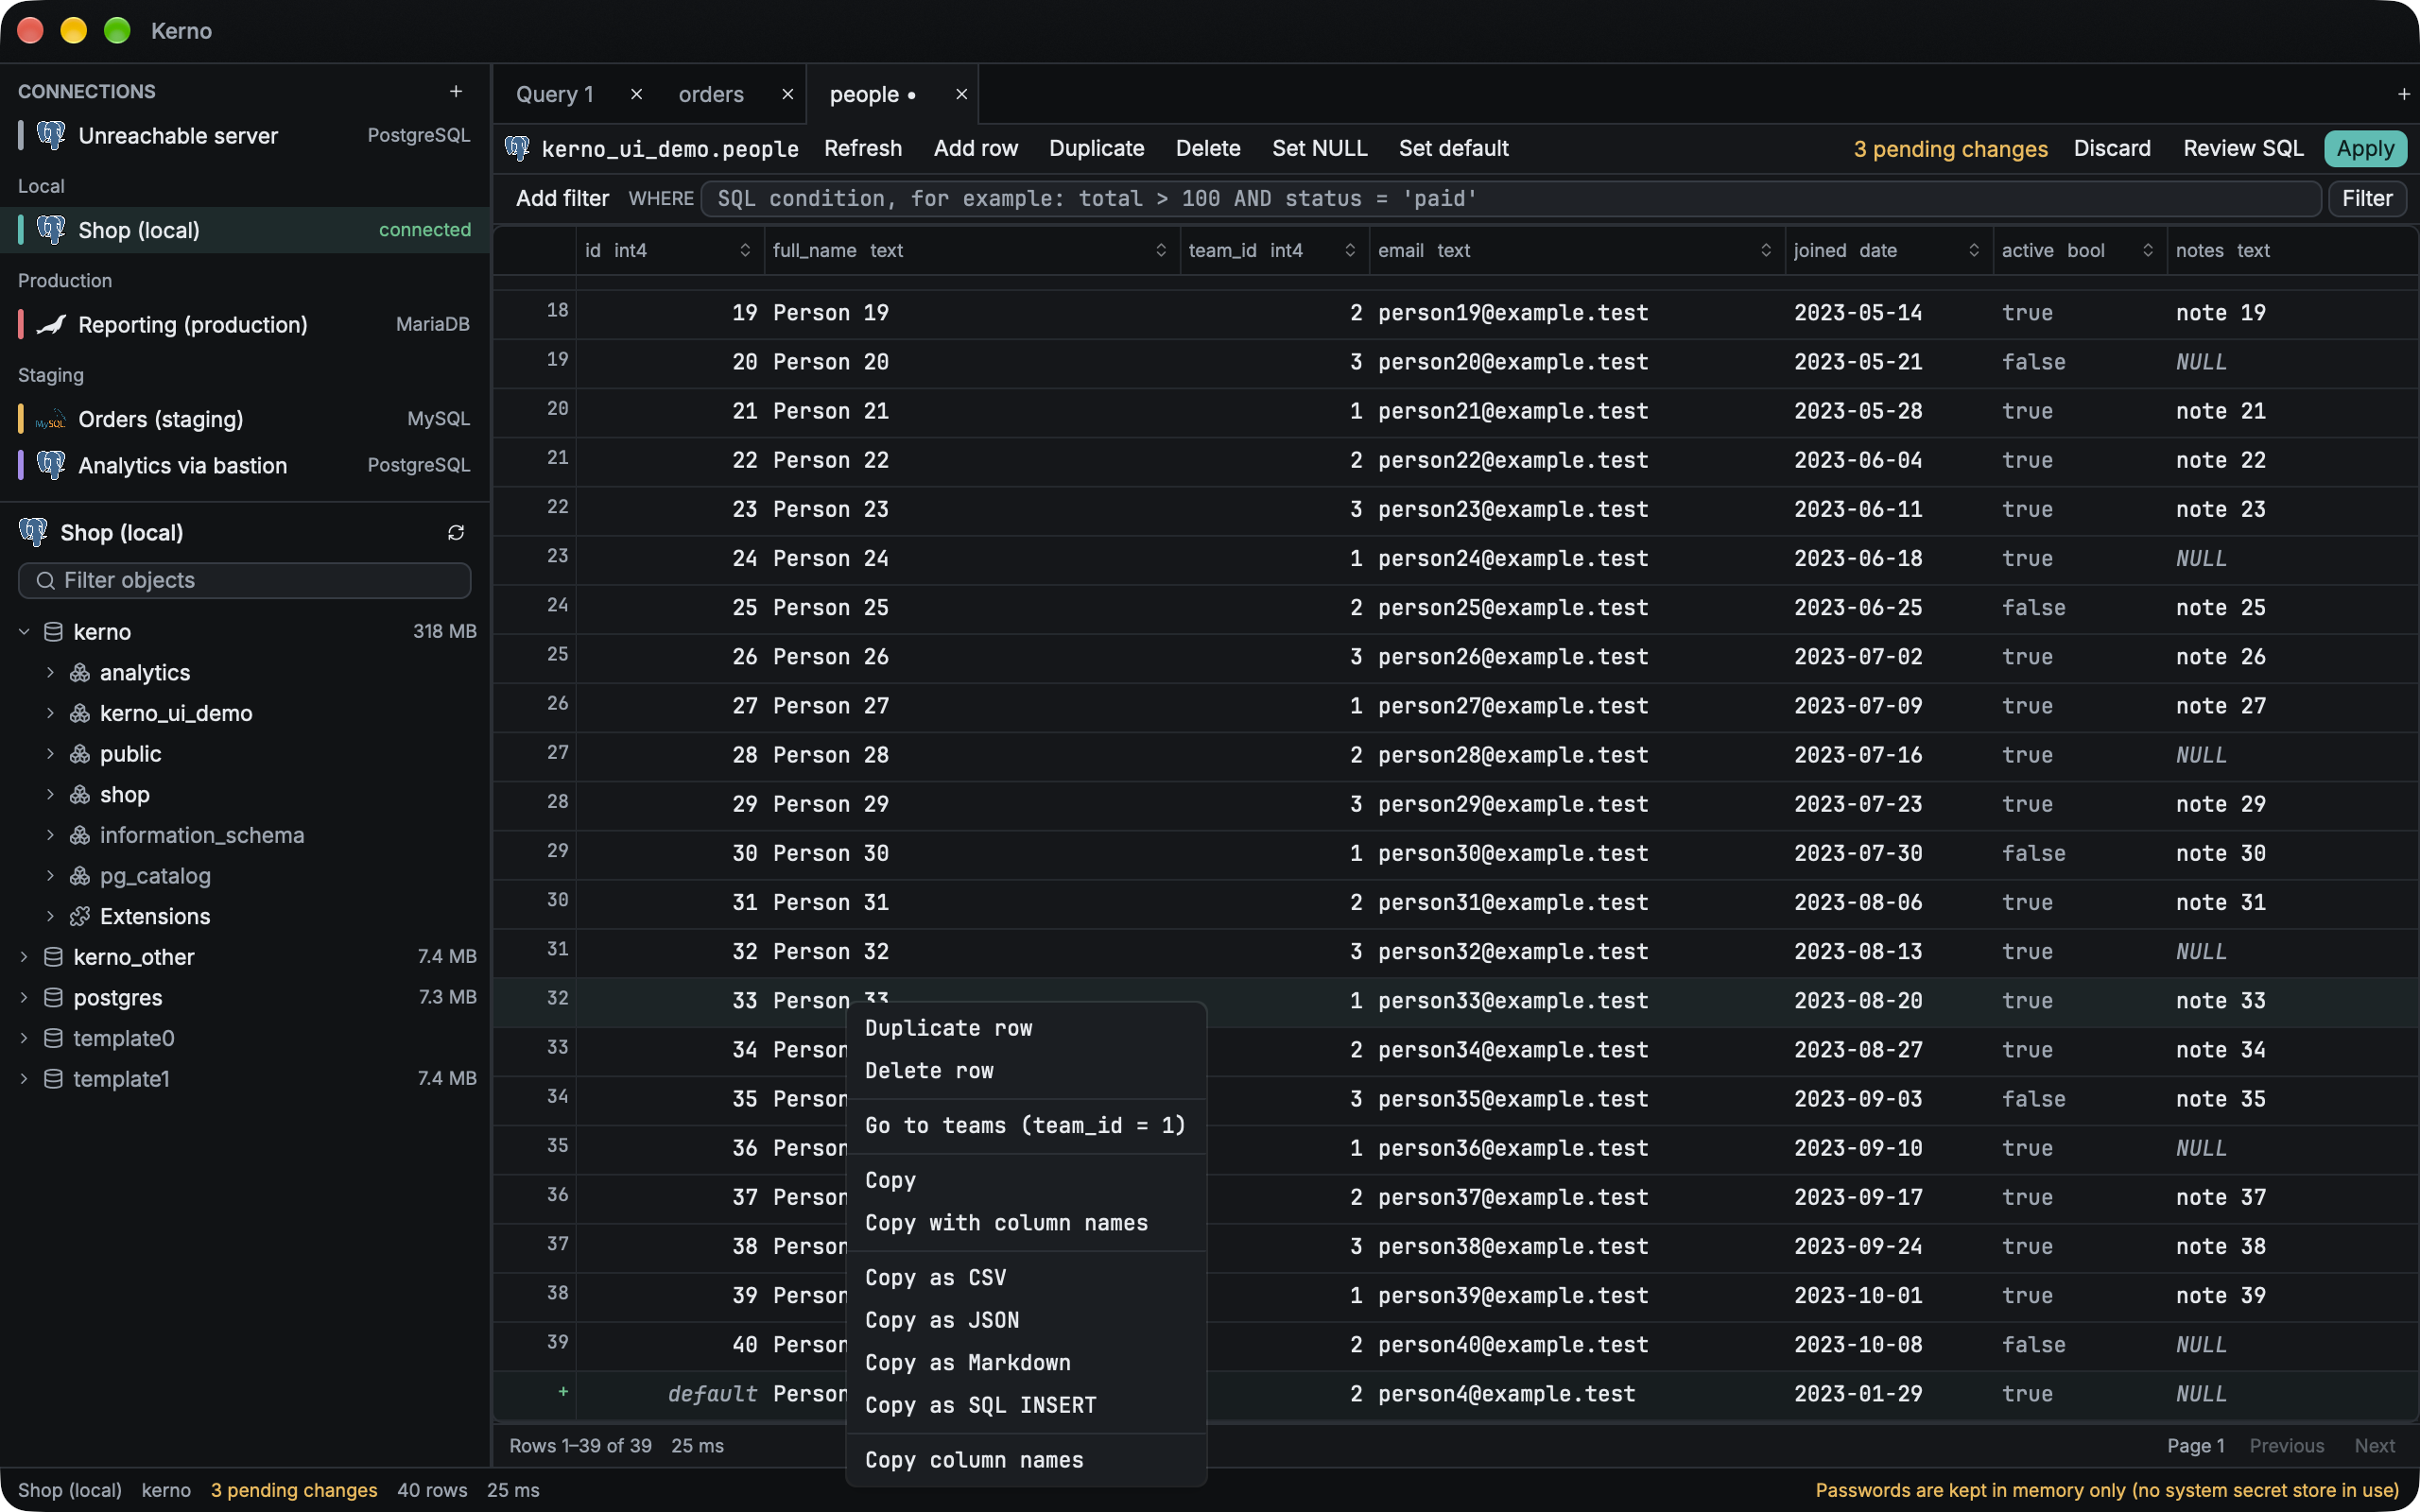 Kerno
CONNECTIONS +
Unreachable server PostgreSQL
Local
Shop (local) connected
Production
Reporting (production) MariaDB
Staging
MySQL Orders (staging) MySQL
Analytics via bastion PostgreSQL
Shop (local)
Filter objects
kerno 318 MB
analytics
kerno_ui_demo
public
shop
information_schema
pg_catalog
Extensions
kerno_other 7.4 MB
postgres 7.3 MB
template0
template1 7.4 MB
Query 1 × orders × people • × +
kerno_ui_demo.people Refresh Add row Duplicate Delete Set NULL Set default 3 pending changes Discard Review SQL Apply
Add filter WHERE SQL condition, for example: total > 100 AND status = 'paid' Filter
id int4 full_name text team_id int4 email text joined date active bool notes text
18 19 Person 19 2 person19@example.test 2023-05-14 true note 19
19 20 Person 20 3 person20@example.test 2023-05-21 false NULL
20 21 Person 21 1 person21@example.test 2023-05-28 true note 21
21 22 Person 22 2 person22@example.test 2023-06-04 true note 22
22 23 Person 23 3 person23@example.test 2023-06-11 true note 23
23 24 Person 24 1 person24@example.test 2023-06-18 true NULL
24 25 Person 25 2 person25@example.test 2023-06-25 false note 25
25 26 Person 26 3 person26@example.test 2023-07-02 true note 26
26 27 Person 27 1 person27@example.test 2023-07-09 true note 27
27 28 Person 28 2 person28@example.test 2023-07-16 true NULL
28 29 Person 29 3 person29@example.test 2023-07-23 true note 29
29 30 Person 30 1 person30@example.test 2023-07-30 false note 30
30 31 Person 31 2 person31@example.test 2023-08-06 true note 31
31 32 Person 32 3 person32@example.test 2023-08-13 true NULL
32 33 Person 33 1 person33@example.test 2023-08-20 true note 33
33 34 Person 2 person34@example.test 2023-08-27 true note 34
34 35 Person 3 person35@example.test 2023-09-03 false note 35
35 36 Person 1 person36@example.test 2023-09-10 true NULL
36 37 Person 2 person37@example.test 2023-09-17 true note 37
37 38 Person 3 person38@example.test 2023-09-24 true note 38
38 39 Person 1 person39@example.test 2023-10-01 true note 39
39 40 Person 2 person40@example.test 2023-10-08 false NULL
+ default Person 2 person4@example.test 2023-01-29 true NULL
Duplicate row
Delete row
Go to teams (team_id = 1)
Copy
Copy with column names
Copy as CSV
Copy as JSON
Copy as Markdown
Copy as SQL INSERT
Copy column names
Rows 1–39 of 39 25 ms Page 1 Previous Next
Shop (local) kerno 3 pending changes 40 rows 25 ms Passwords are kept in memory only (no system secret store in use)